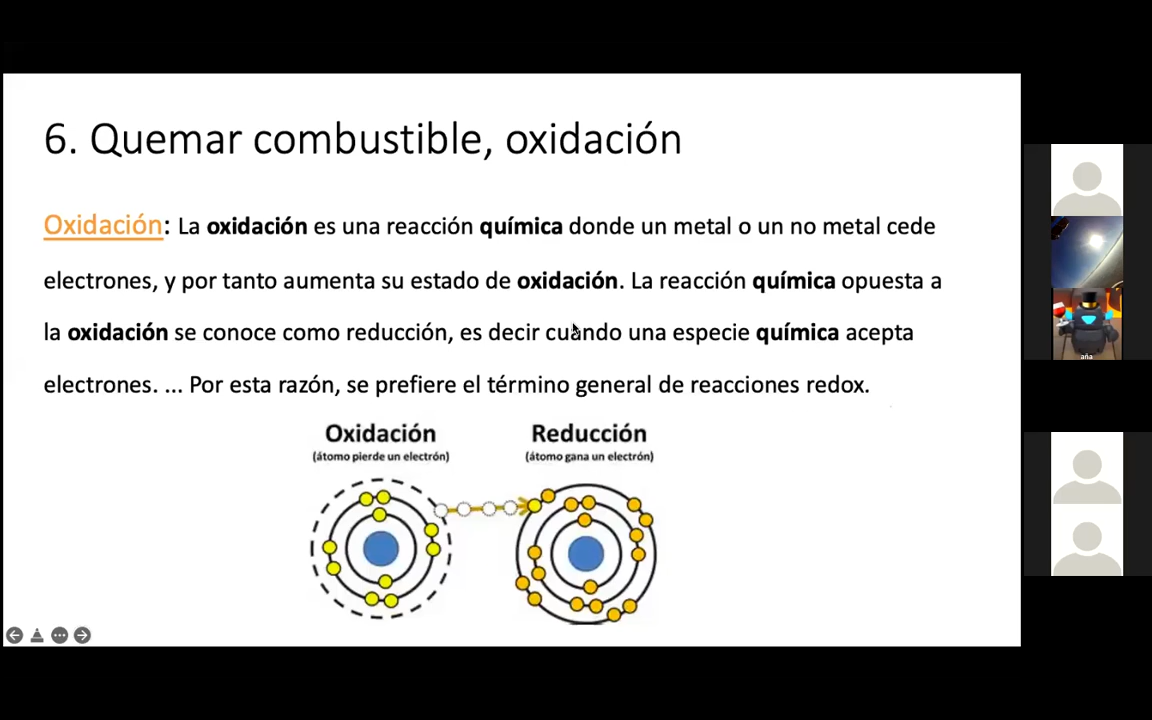 6. Quemar combustible, oxidación
Oxidación: La oxidación es una reacción química donde un metal o un no metal cede
electrones, y por tanto aumenta su estado de oxidación. La reacción química opuesta a
la oxidación se conoce como reducción, es decir cuando una especie química acepta
electrones. ... Por esta razón, se prefiere el término general de reacciones redox.
Oxidación
(átomo pierde un electrón)
Reducción
(átomo gana un electrón)
aña